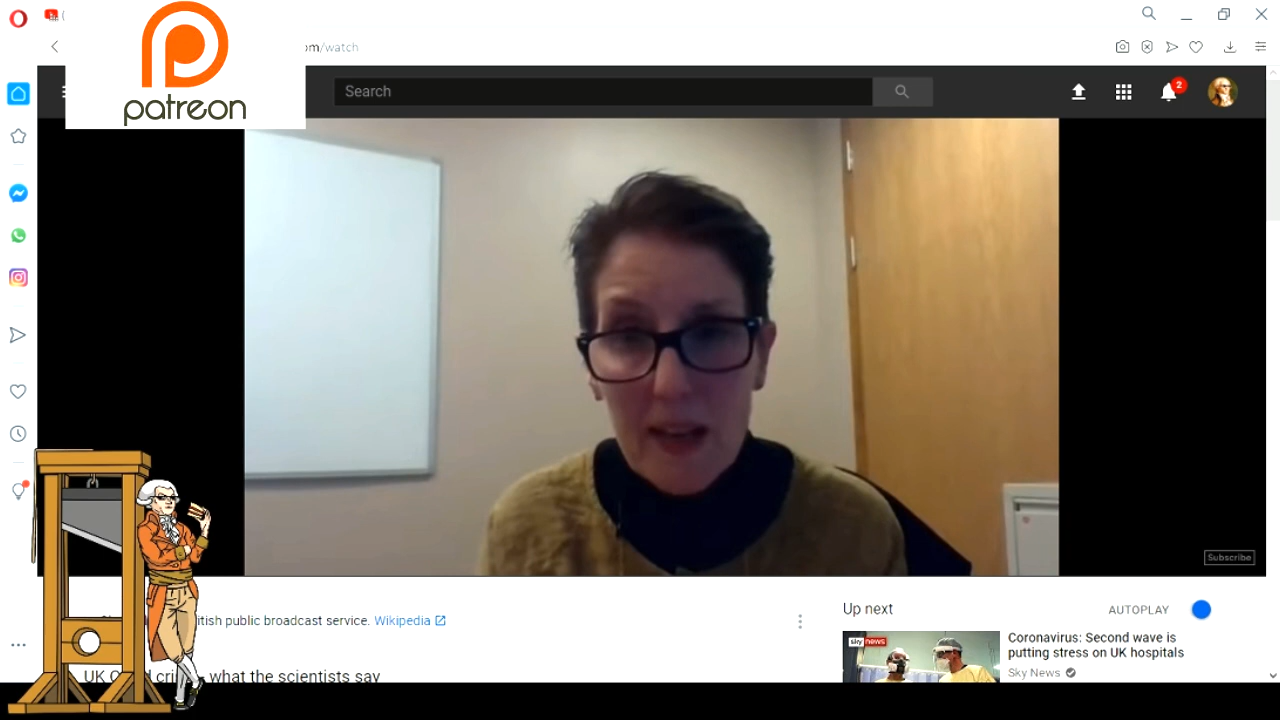 patreon
om/watch
Search
2
Subscribe
itish public broadcast service. Wikipedia
UK C d cri - what the scientists say
Up next
AUTOPLAY
sky news
Coronavirus: Second wave is
putting stress on UK hospitals
Sky News